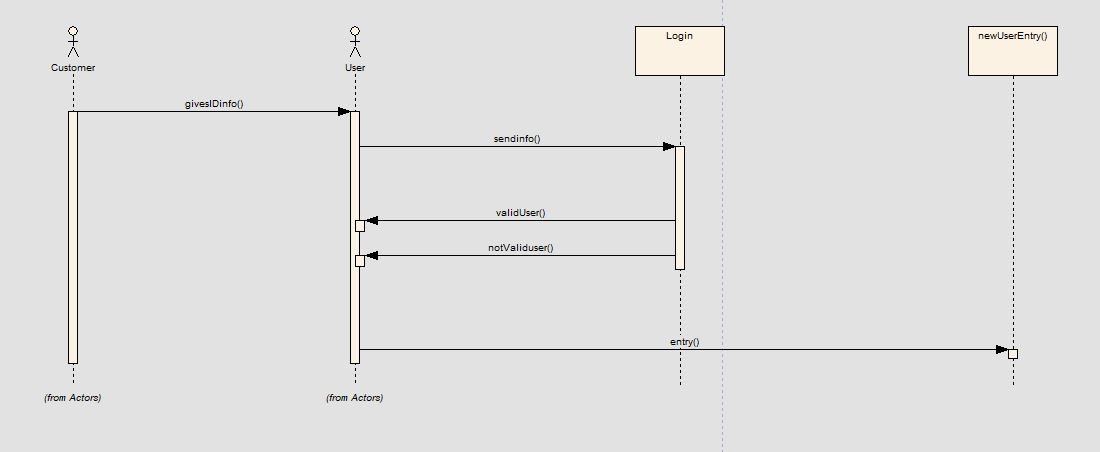 Customer
User
Login
newUserEntry()
givesIDinfo()
sendinfo()
validUser()
notValiduser()
entry()
(from Actors)
(from Actors)